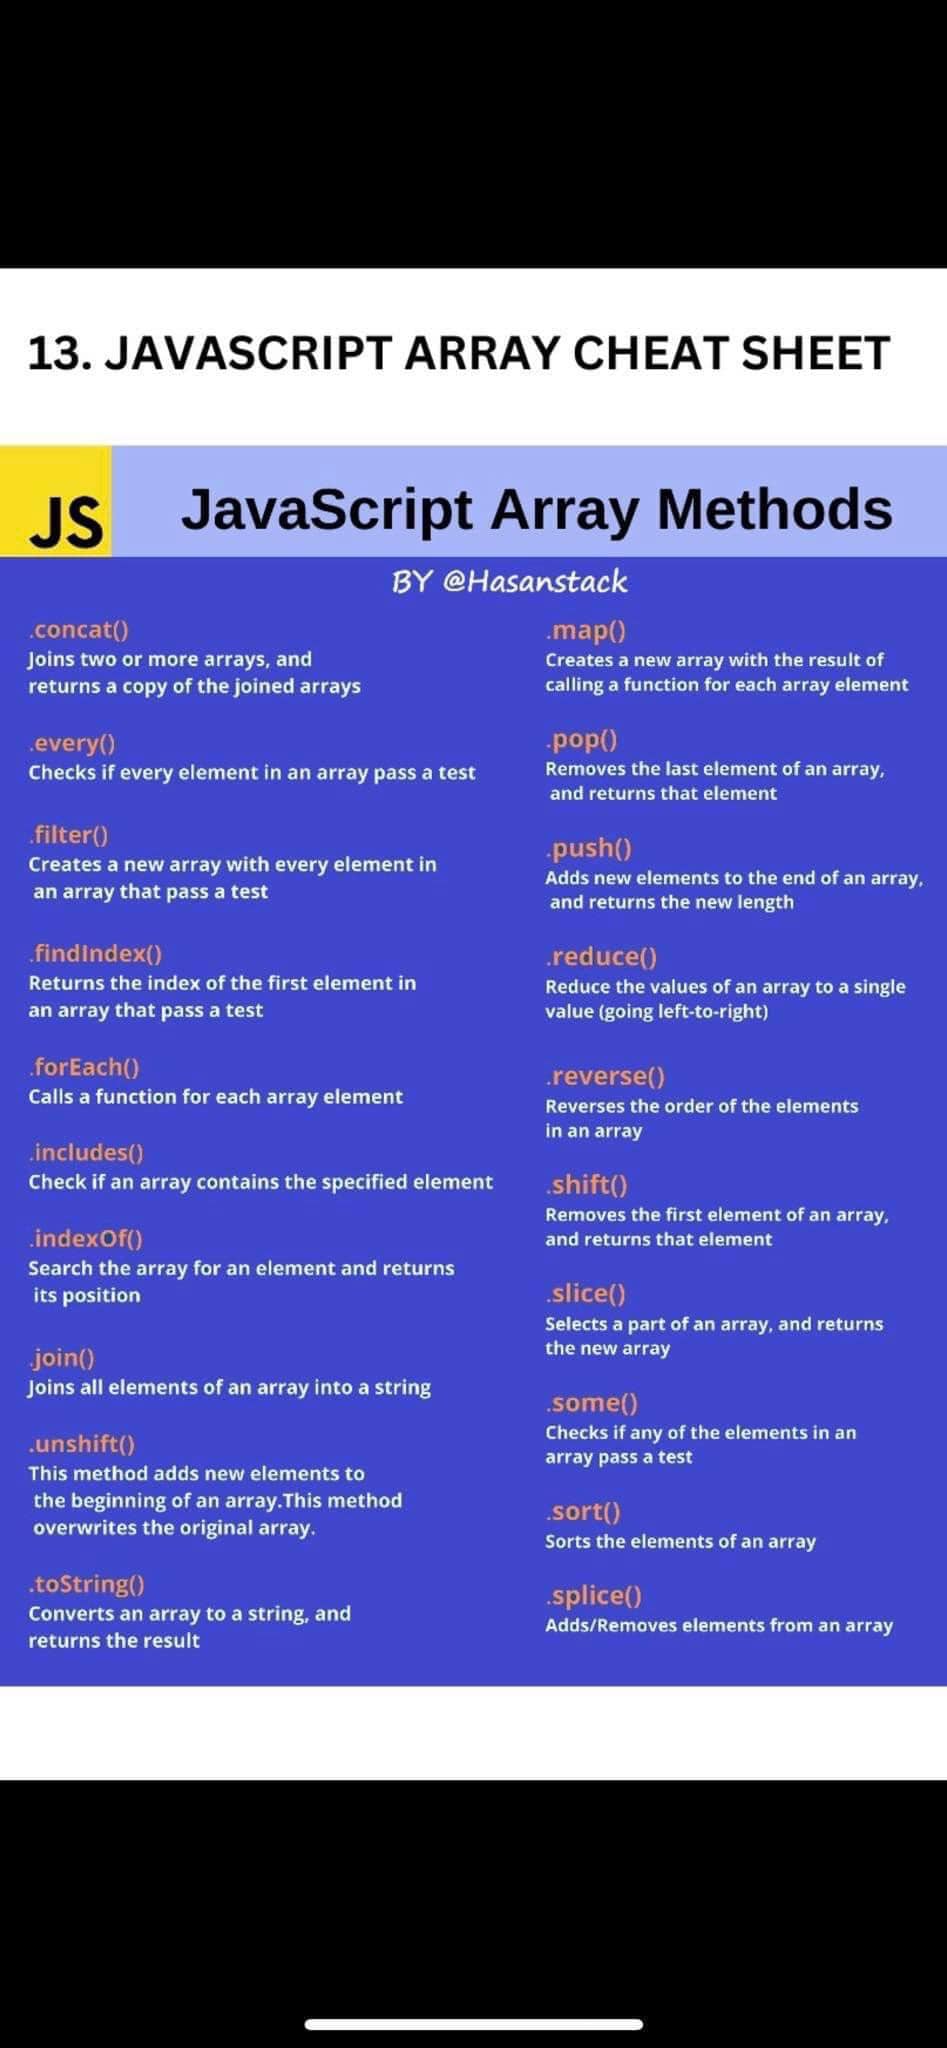 13. JAVASCRIPT ARRAY CHEAT SHEET
JS
JavaScript Array Methods
BY @Hasanstack
.concat()
Joins two or more arrays, and
returns a copy of the joined arrays
.every()
Checks if every element in an array pass a test
.filter()
Creates a new array with every element in
an array that pass a test
.findIndex()
Returns the index of the first element in
an array that pass a test
.forEach()
Calls a function for each array element
.includes()
Check if an array contains the specified element
.indexOf()
Search the array for an element and returns
its position
.join()
Joins all elements of an array into a string
.unshift()
This method adds new elements to
the beginning of an array.This method
overwrites the original array.
.toString()
Converts an array to a string, and
returns the result
.map()
Creates a new array with the result of
calling a function for each array element
.pop()
Removes the last element of an array,
and returns that element
.push()
Adds new elements to the end of an array,
and returns the new length
.reduce()
Reduce the values of an array to a single
value (going left-to-right)
.reverse()
Reverses the order of the elements
in an array
.shift()
Removes the first element of an array,
and returns that element
.slice()
Selects a part of an array, and returns
the new array
.some()
Checks if any of the elements in an
array pass a test
.sort()
Sorts the elements of an array
.splice()
Adds/Removes elements from an array